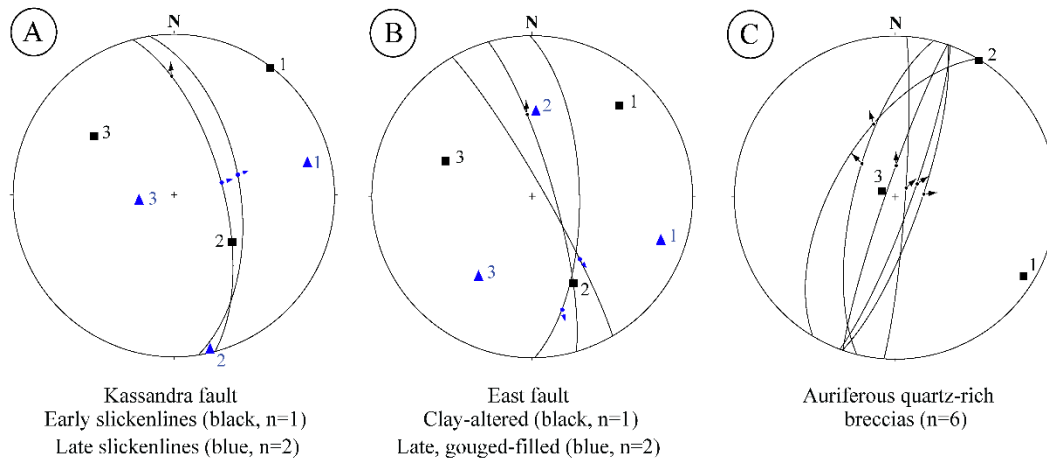 A
N
1
3
1
3
2
2
B
N
2
1
3
1
3
2
C
N
2
3
1
Kassandra fault
Early slickenlines (black, n=1)
Late slickenlines (blue, n=2)
East fault
Clay-altered (black, n=1)
Late, gouged-filled (blue, n=2)
Auriferous quartz-rich
breccias (n=6)